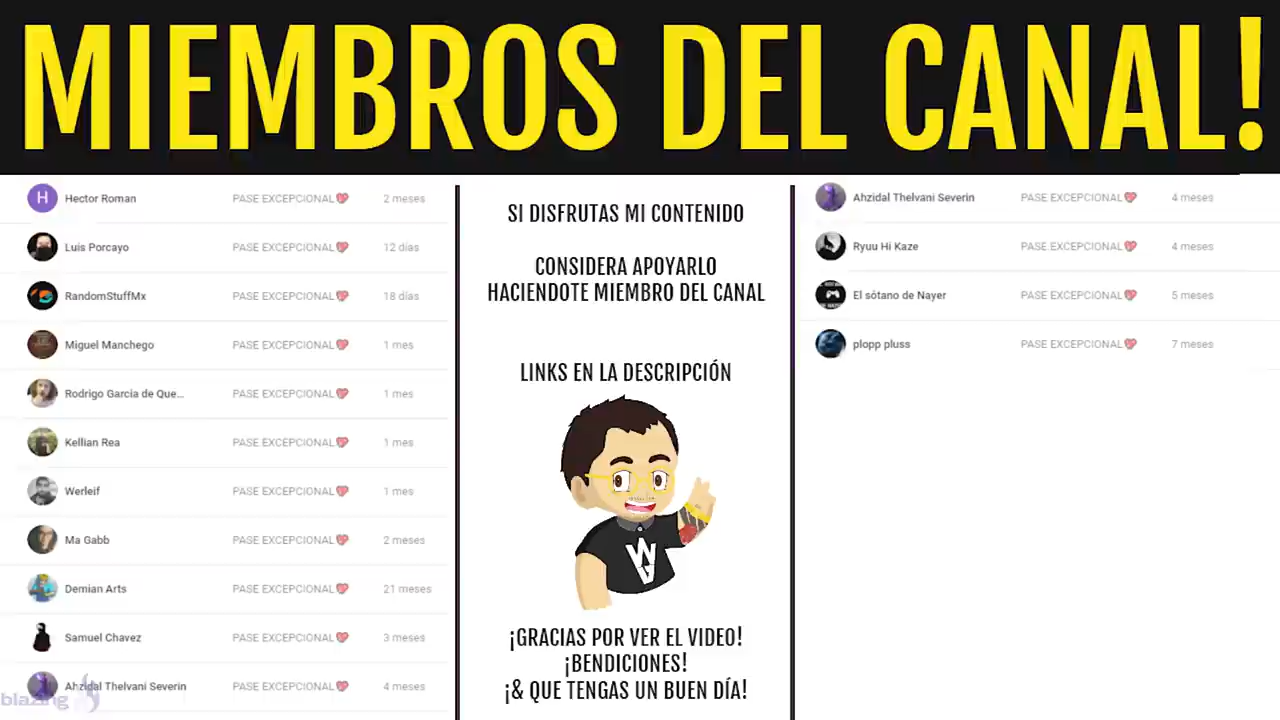 MIEMBROS DEL CANAL!
H Hector Roman PASE EXCEPCIONAL 2 meses
Luis Porcayo PASE EXCEPCIONAL 12 días
RandomStuffMx PASE EXCEPCIONAL 18 días
Miguel Manchego PASE EXCEPCIONAL 1 mes
Rodrigo Garcia de Que... PASE EXCEPCIONAL 1 mes
Kellian Rea PASE EXCEPCIONAL 1 mes
Werleif PASE EXCEPCIONAL 1 mes
Ma Gabb PASE EXCEPCIONAL 2 meses
Demian Arts PASE EXCEPCIONAL 21 meses
Samuel Chavez PASE EXCEPCIONAL 3 meses
Ahzidal Thelvani Severin PASE EXCEPCIONAL 4 meses
blazing
SI DISFRUTAS MI CONTENIDO
CONSIDERA APOYARLO
HACIENDOTE MIEMBRO DEL CANAL
LINKS EN LA DESCRIPCIÓN
¡GRACIAS POR VER EL VIDEO!
¡BENDICIONES!
¡& QUE TENGAS UN BUEN DÍA!
Ahzidal Thelvani Severin PASE EXCEPCIONAL 4 meses
Ryuu Hi Kaze PASE EXCEPCIONAL 4 meses
El sótano de Nayer PASE EXCEPCIONAL 5 meses
plopp pluss PASE EXCEPCIONAL 7 meses